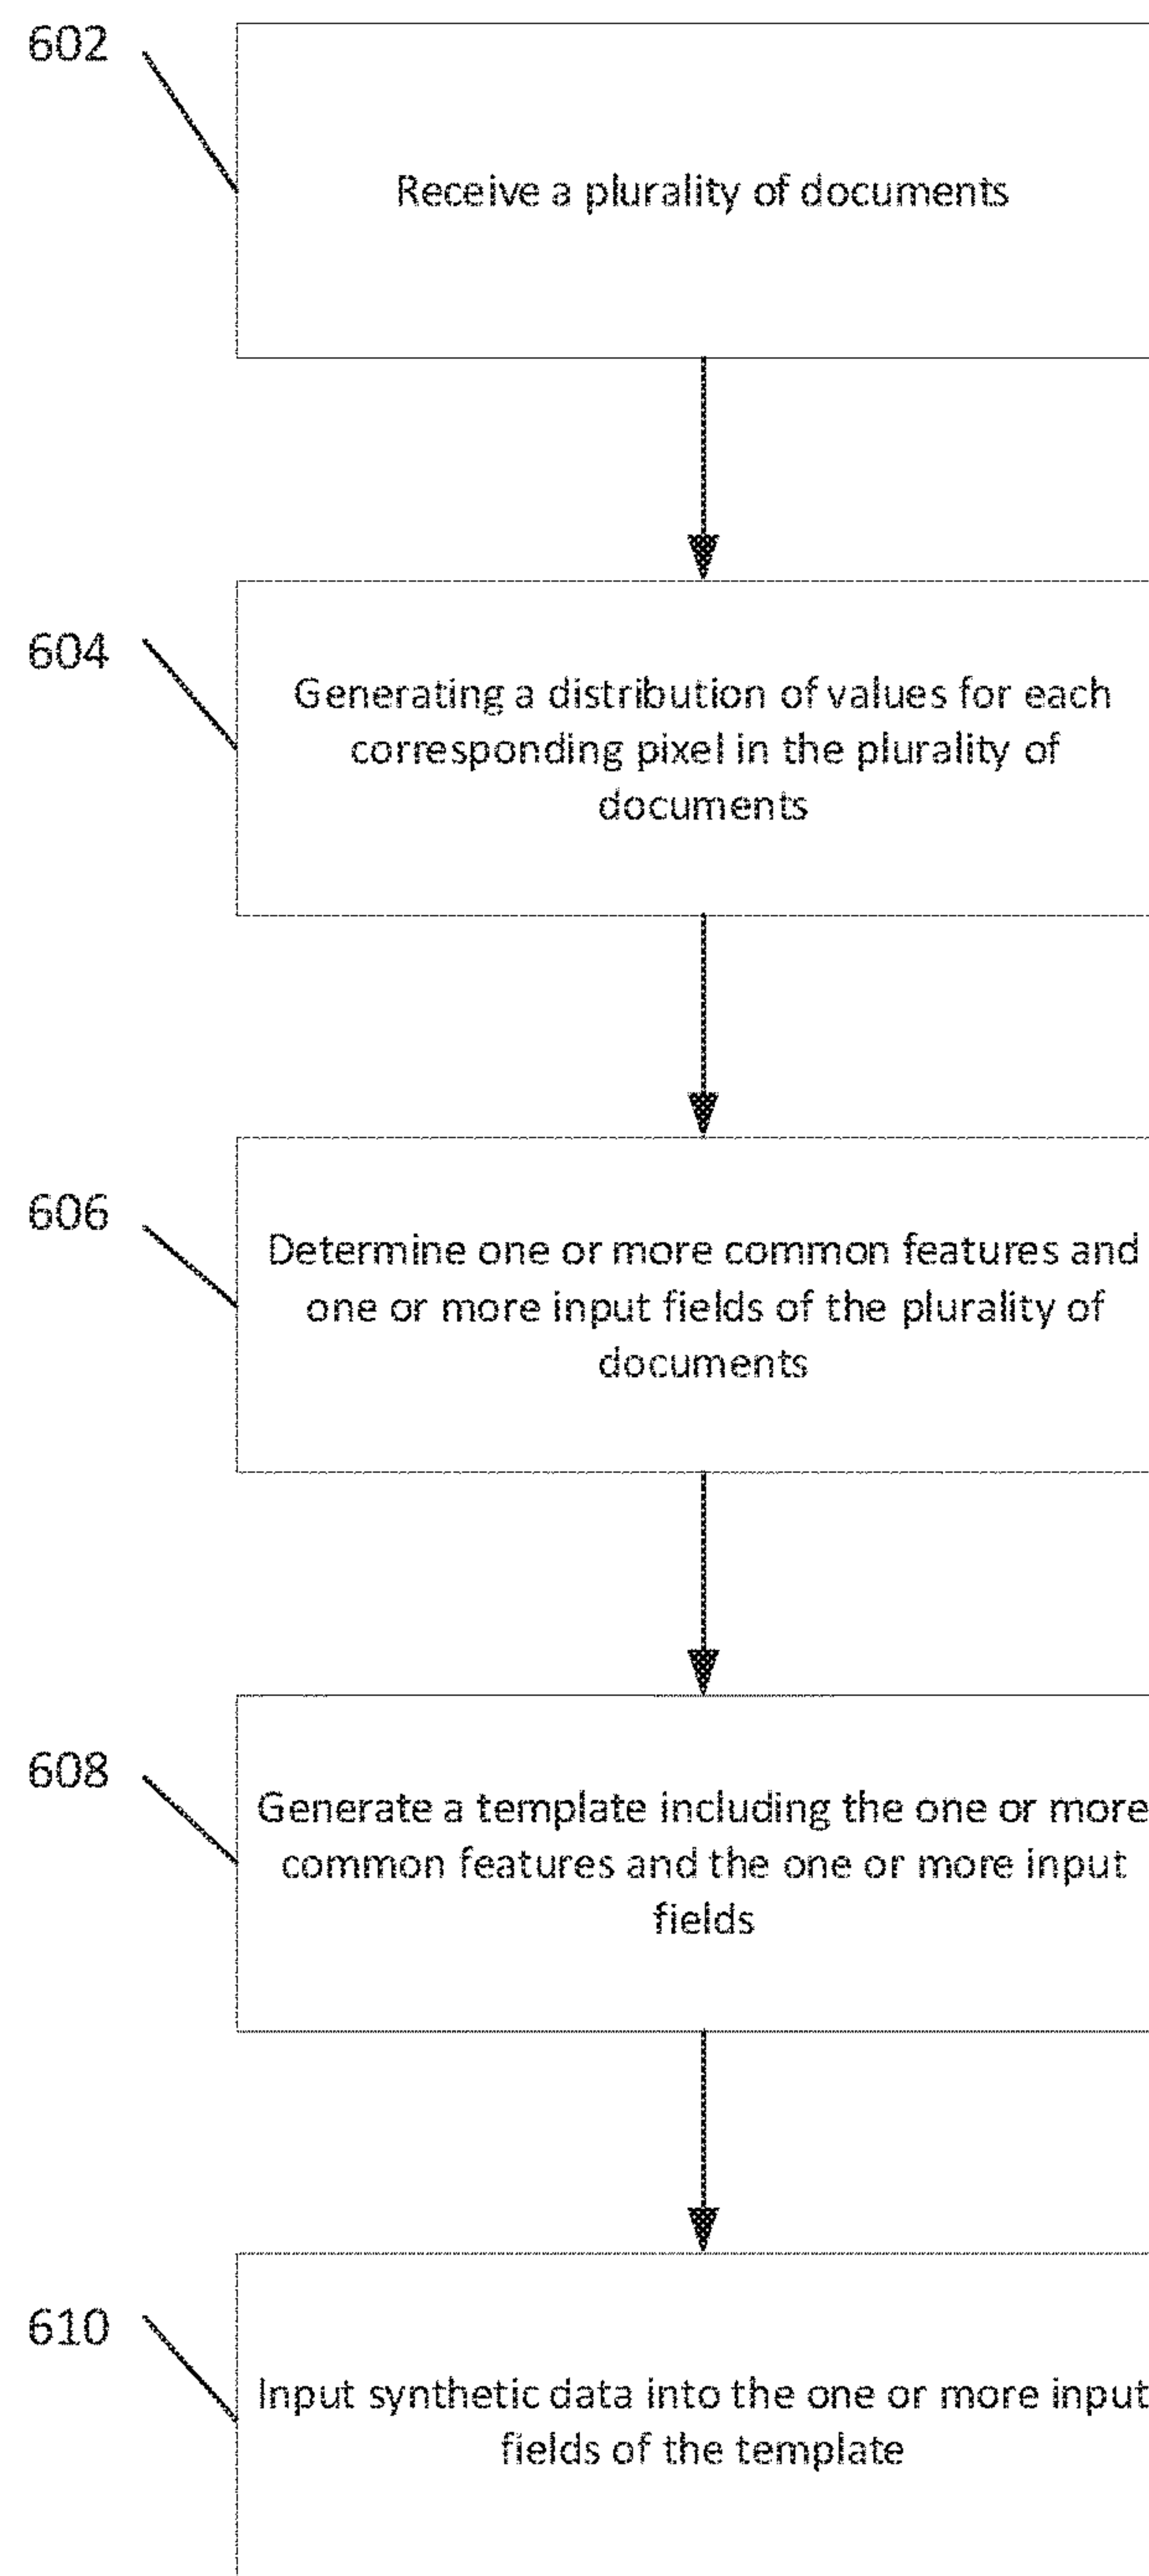 602
Receive a plurality of documents
604
Generating a distribution of values for each
corresponding pixel in the plurality of
documents
606
Determine one or more common features and
one or more input fields of the plurality of
documents
608
Generate a template including the one or more
common features and the one or more input
fields
610
Input synthetic data into the one or more input
fields of the template